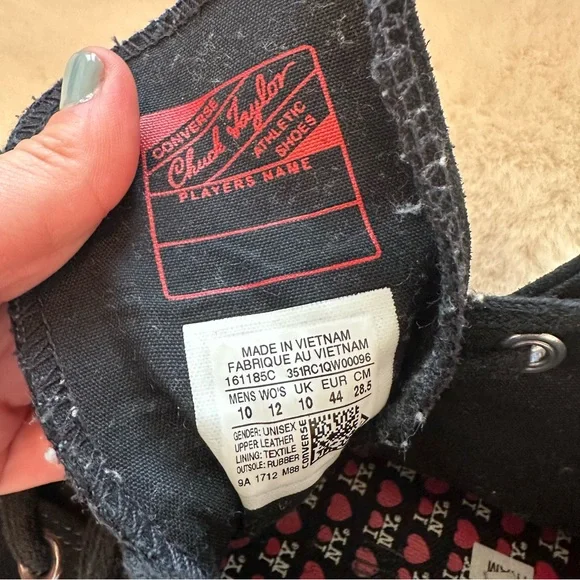 CONVERSE
Chuck Taylor
ATHLETIC
SHOES
PLAYERS NAME
MADE IN VIETNAM
FABRIQUE AU VIETNAM
161185C 351RC1QW00096
MENS WO'S UK EUR CM
10 12 10 44 28.5
GENDER: UNISEX
UPPER: LEATHER
LINING: TEXTILE
OUTSOLE: RUBBER
9A 1712 M88
CONVERSE